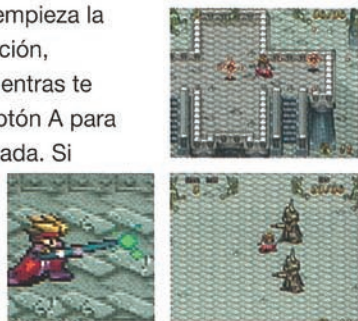 empieza la
ción,
entras te
otón A para
ada. Si